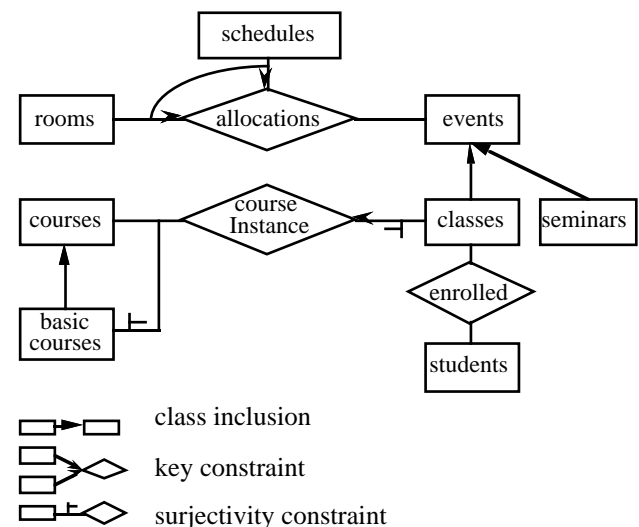 schedules
rooms
allocations
events
courses
course
Instance
classes
seminars
basic
courses
enrolled
students
class inclusion
key constraint
surjectivity constraint